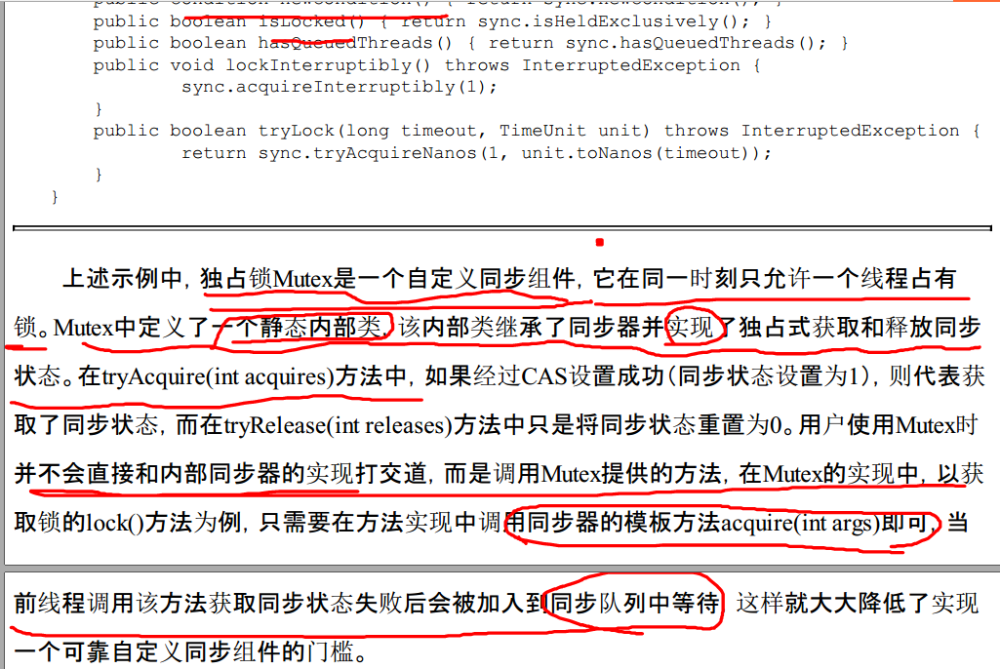 public Condition newCondition() { return sync.newCondition(); }
public boolean isLocked() { return sync.isHeldExclusively(); }
public boolean hasQueuedThreads() { return sync.hasQueuedThreads(); }
public void lockInterruptibly() throws InterruptedException {
sync.acquireInterruptibly(1);
}
public boolean tryLock(long timeout, TimeUnit unit) throws InterruptedException {
return sync.tryAcquireNanos(1, unit.toNanos(timeout));
}
}
上述示例中，独占锁Mutex是一个自定义同步组件，它在同一时刻只允许一个线程占有
锁。Mutex中定义了一个静态内部类，该内部类继承了同步器并实现了独占式获取和释放同步
状态。在tryAcquire(int acquires)方法中，如果经过CAS设置成功（同步状态设置为1），则代表获
取了同步状态，而在tryRelease(int releases)方法中只是将同步状态重置为0。用户使用Mutex时
并不会直接和内部同步器的实现打交道，而是调用Mutex提供的方法，在Mutex的实现中，以获
取锁的lock()方法为例，只需要在方法实现中调用同步器的模板方法acquire(int args)即可，当
前线程调用该方法获取同步状态失败后会被加入到同步队列中等待，这样就大大降低了实现
一个可靠自定义同步组件的门槛。